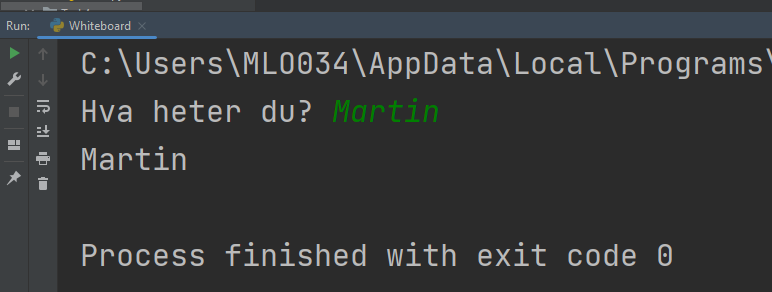 Run: Whiteboard ×
C:\Users\MLO034\AppData\Local\Programs\
Hva heter du? Martin
Martin
Process finished with exit code 0